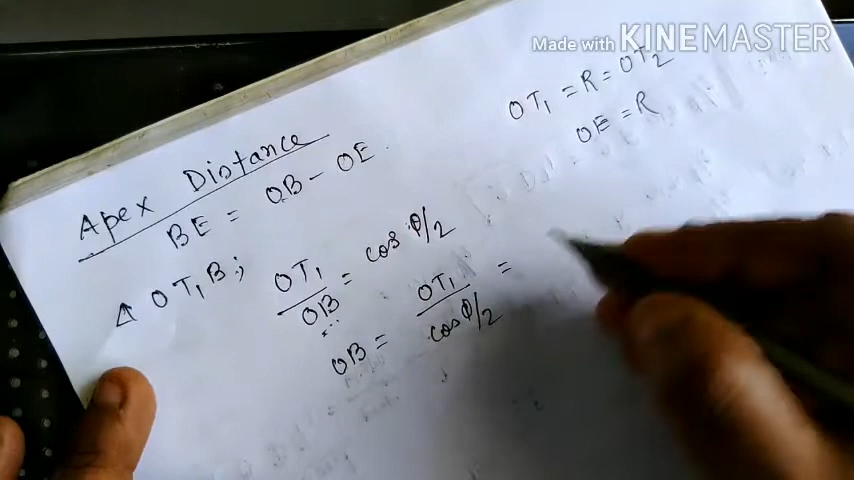 Made with KINEMASTER
OT₁ = R = OT₂
OE = R
Apex Distance
BE = OB - OE
△ OT₁B; OT₁/OB = cos φ/2
OB = OT₁/cos φ/2 =